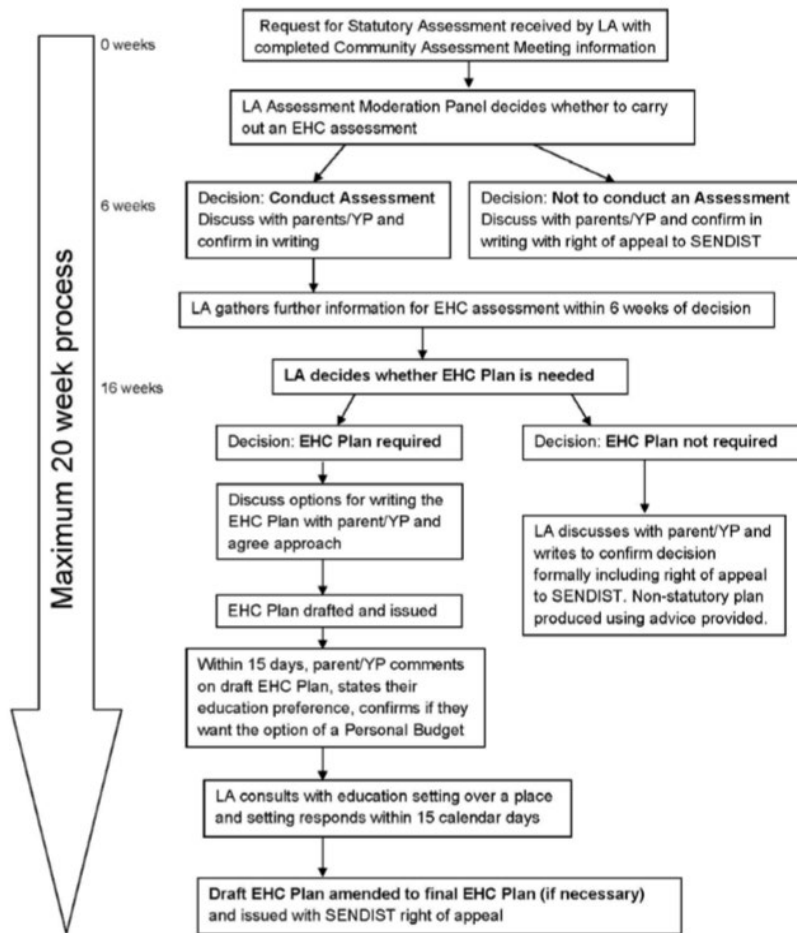 0 weeks
Request for Statutory Assessment received by LA with
completed Community Assessment Meeting information
LA Assessment Moderation Panel decides whether to carry
out an EHC assessment
6 weeks
Decision: Conduct Assessment
Discuss with parents/YP and
confirm in writing
Decision: Not to conduct an Assessment
Discuss with parents/YP and confirm in
writing with right of appeal to SENDIST
LA gathers further information for EHC assessment within 6 weeks of decision
16 weeks
LA decides whether EHC Plan is needed
Decision: EHC Plan required
Decision: EHC Plan not required
Discuss options for writing the
EHC Plan with parent/YP and
agree approach
LA discusses with parent/YP and
writes to confirm decision
formally including right of appeal
to SENDIST. Non-statutory plan
produced using advice provided.
EHC Plan drafted and issued
Within 15 days, parent/YP comments
on draft EHC Plan, states their
education preference, confirms if they
want the option of a Personal Budget
LA consults with education setting over a place
and setting responds within 15 calendar days
Draft EHC Plan amended to final EHC Plan (if necessary)
and issued with SENDIST right of appeal
Maximum 20 week process